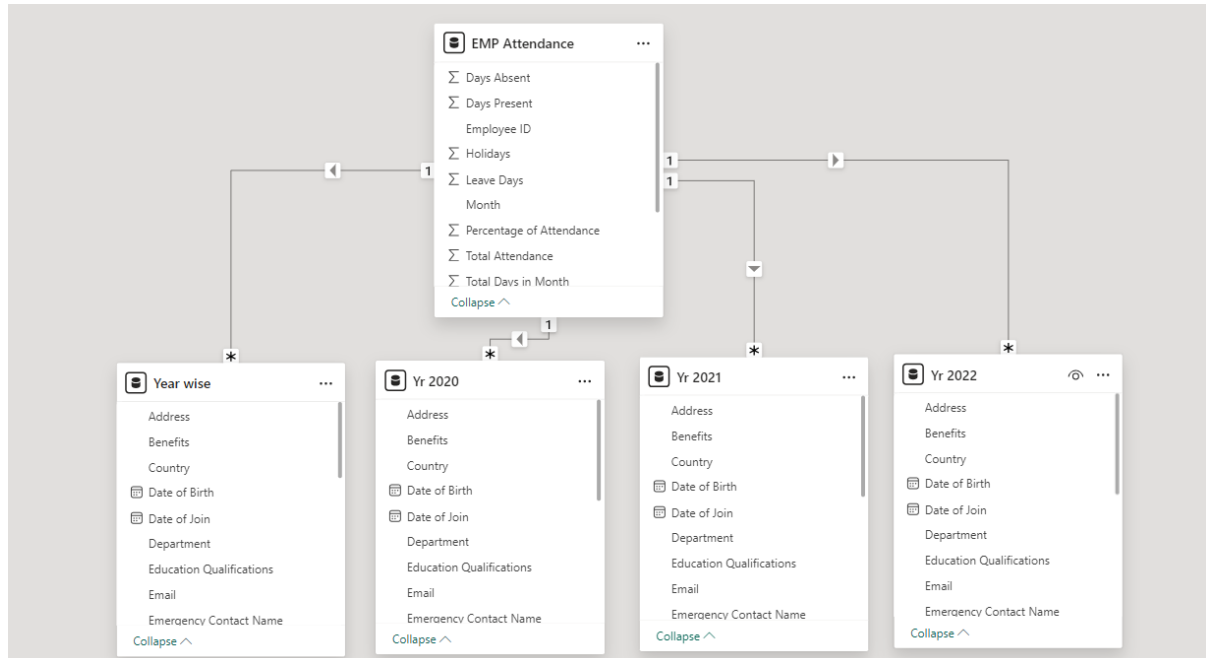 EMP Attendance
Days Absent
Days Present
Employee ID
Holidays
Leave Days
Month
Percentage of Attendance
Total Attendance
Total Days in Month
Collapse
1
1
1
1
*
*
*
*
Year wise
Address
Benefits
Country
Date of Birth
Date of Join
Department
Education Qualifications
Email
Emergency Contact Name
Collapse
Yr 2020
Address
Benefits
Country
Date of Birth
Date of Join
Department
Education Qualifications
Email
Emergency Contact Name
Collapse
Yr 2021
Address
Benefits
Country
Date of Birth
Date of Join
Department
Education Qualifications
Email
Emergency Contact Name
Collapse
Yr 2022
Address
Benefits
Country
Date of Birth
Date of Join
Department
Education Qualifications
Email
Emergency Contact Name
Collapse